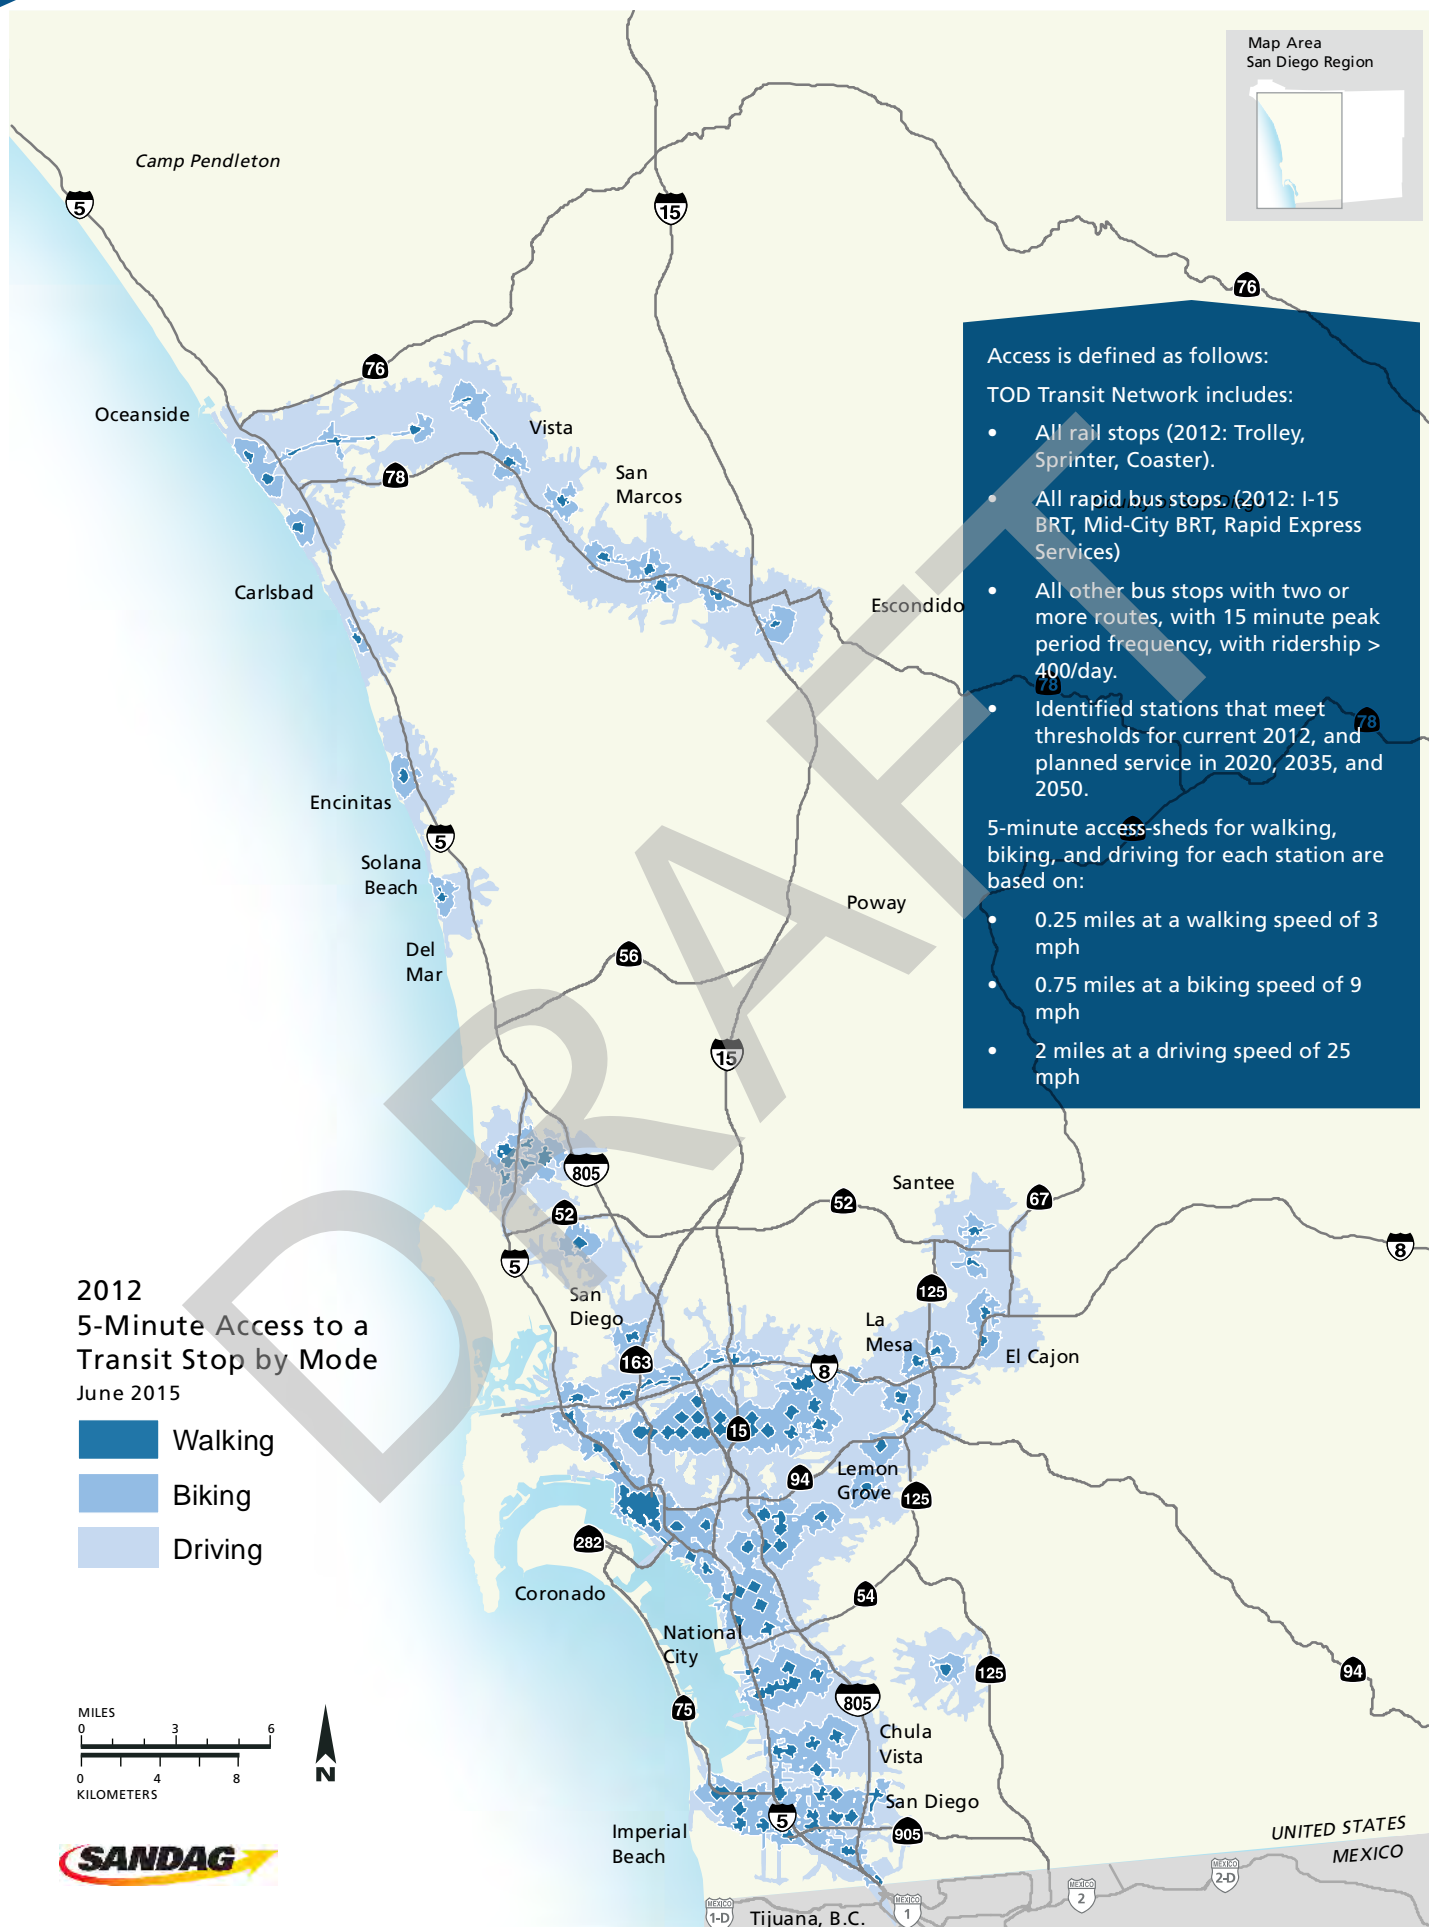 Map Area
San Diego Region
Camp Pendleton
5
15
76
76
Oceanside
Vista
78
San
Marcos
Carlsbad
Escondido
Encinitas
5
Solana
Beach
Poway
Del
Mar
56
15
Access is defined as follows:
TOD Transit Network includes:
• All rail stops (2012: Trolley,
Sprinter, Coaster).
• All rapid bus stops. (2012: I-15
BRT, Mid-City BRT, Rapid Express
Services)
• All other bus stops with two or
more routes, with 15 minute peak
period frequency, with ridership >
400/day.
78
78
• Identified stations that meet
thresholds for current 2012, and
planned service in 2020, 2035, and
2050.
5-minute access-sheds for walking,
biking, and driving for each station are
based on:
• 0.25 miles at a walking speed of 3
mph
• 0.75 miles at a biking speed of 9
mph
• 2 miles at a driving speed of 25
mph
DRAFT
805
52
52
Santee
67
5
8
125
San
Diego
La
Mesa
El Cajon
163
8
15
94
Lemon
Grove
125
282
Coronado
54
National
City
125
94
75
805
Chula
Vista
San Diego
5
905
Imperial
Beach
UNITED STATES
MEXICO
MEXICO
1-D
Tijuana, B.C.
MEXICO
1
MEXICO
2
MEXICO
2-D
2012
5-Minute Access to a
Transit Stop by Mode
June 2015
Walking
Biking
Driving
MILES
0 3 6
0 4 8
KILOMETERS
N
SANDAG